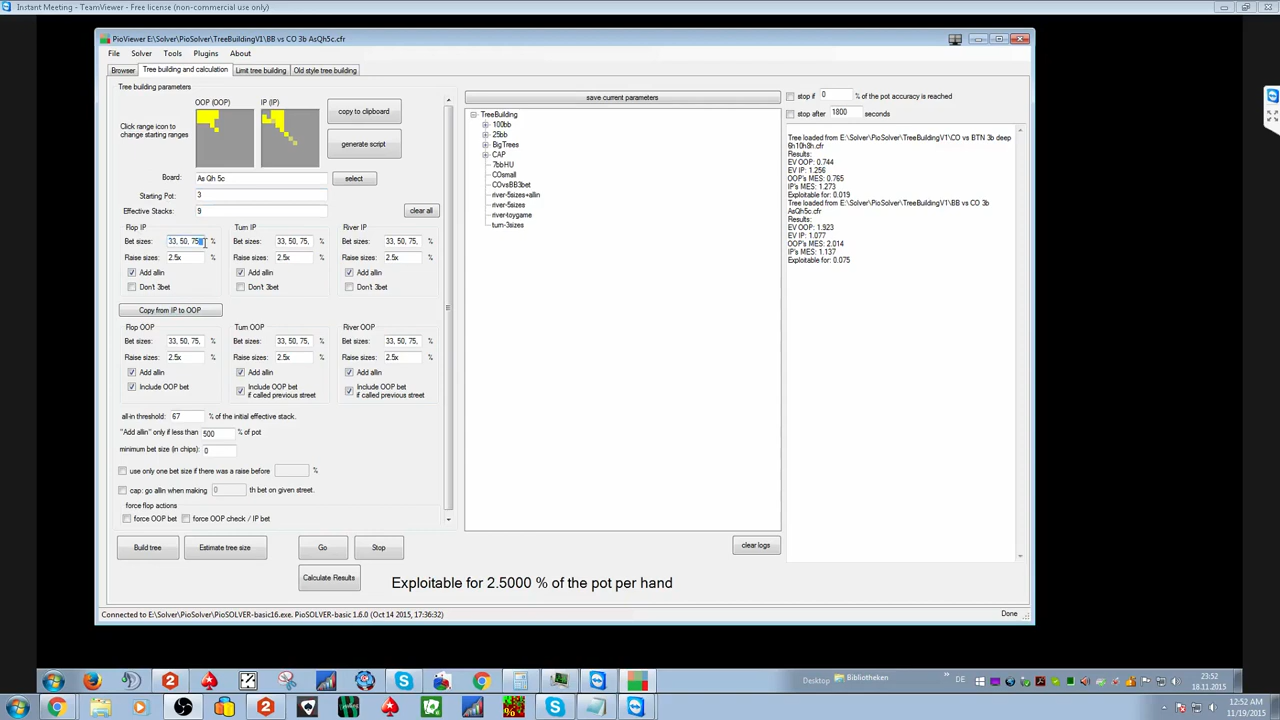 Instant Meeting - TeamViewer - Free license (non-commercial use only)
PioViewer E:\Solver\PioSolver\TreeBuildingV1\BB vs CO 3b AsQh5c.cfr
File Solver Tools Plugins About
Browser Tree building and calculation Limit tree building Old style tree building
Tree building parameters
OOP (OOP) IP (IP)
Click range icon to
change starting ranges
copy to clipboard
generate script
Board: As Qh 5c select
Starting Pot: 3
Effective Stacks: 9
clear all
Flop IP Turn IP River IP
Bet sizes: 33, 50, 75, % Bet sizes: 33, 50, 75, % Bet sizes: 33, 50, 75, %
Raise sizes: 2.5x % Raise sizes: 2.5x % Raise sizes: 2.5x %
Add allin Add allin Add allin
Don't 3bet Don't 3bet Don't 3bet
Copy from IP to OOP
Flop OOP Turn OOP River OOP
Bet sizes: 33, 50, 75, % Bet sizes: 33, 50, 75, % Bet sizes: 33, 50, 75, %
Raise sizes: 2.5x % Raise sizes: 2.5x % Raise sizes: 2.5x %
Add allin Add allin Add allin
Include OOP bet Include OOP bet if called previous street Include OOP bet if called previous street
all-in threshold: 67 % of the initial effective stack.
"Add allin" only if less than 500 % of pot
minimum bet size (in chips): 0
use only one bet size if there was a raise before %
cap: go allin when making 0 th bet on given street.
force flop actions
force OOP bet force OOP check / IP bet
Build tree Estimate tree size Go Stop
Calculate Results
Exploitable for 2.5000 % of the pot per hand
save current parameters
TreeBuilding
100bb
25bb
BigTrees
CAP
7bbHU
COsmall
COvsBB3bet
river-5sizes+allin
river-5sizes
river-toygame
turn-3sizes
clear logs
stop if 0 % of the pot accuracy is reached
stop after 1800 seconds
Tree loaded from E:\Solver\PioSolver\TreeBuildingV1\CO vs BTN 3b deep
6h10h8h.cfr
Results:
EV OOP: 0.744
EV IP: 1.256
OOP's MES: 0.765
IP's MES: 1.273
Exploitable for: 0.019
Tree loaded from E:\Solver\PioSolver\TreeBuildingV1\BB vs CO 3b
AsQh5c.cfr
Results:
EV OOP: 1.923
EV IP: 1.077
OOP's MES: 2.014
IP's MES: 1.137
Exploitable for: 0.075
Connected to E:\Solver\PioSolver\PioSOLVER-basic16.exe. PioSOLVER-basic 1.6.0 (Oct 14 2015, 17:36:32) Done
Desktop Bibliotheken DE 23:52
18.11.2015
12:52 AM
11/19/2015